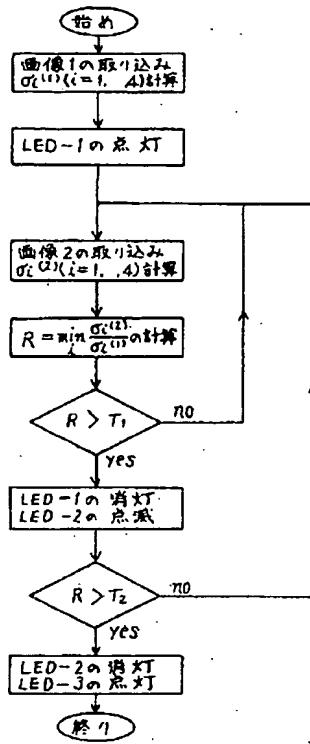 始め
画像1の取り込み
σi⁽¹⁾(i=1, ,4)計算
LED-1の点灯
画像2の取り込み
σi⁽²⁾(i=1, ,4)計算
R=min_i σi⁽²⁾/σi⁽¹⁾の計算
R > T₁
no
yes
LED-1の消灯
LED-2の点滅
R > T₂
no
yes
LED-2の消灯
LED-3の点灯
終り